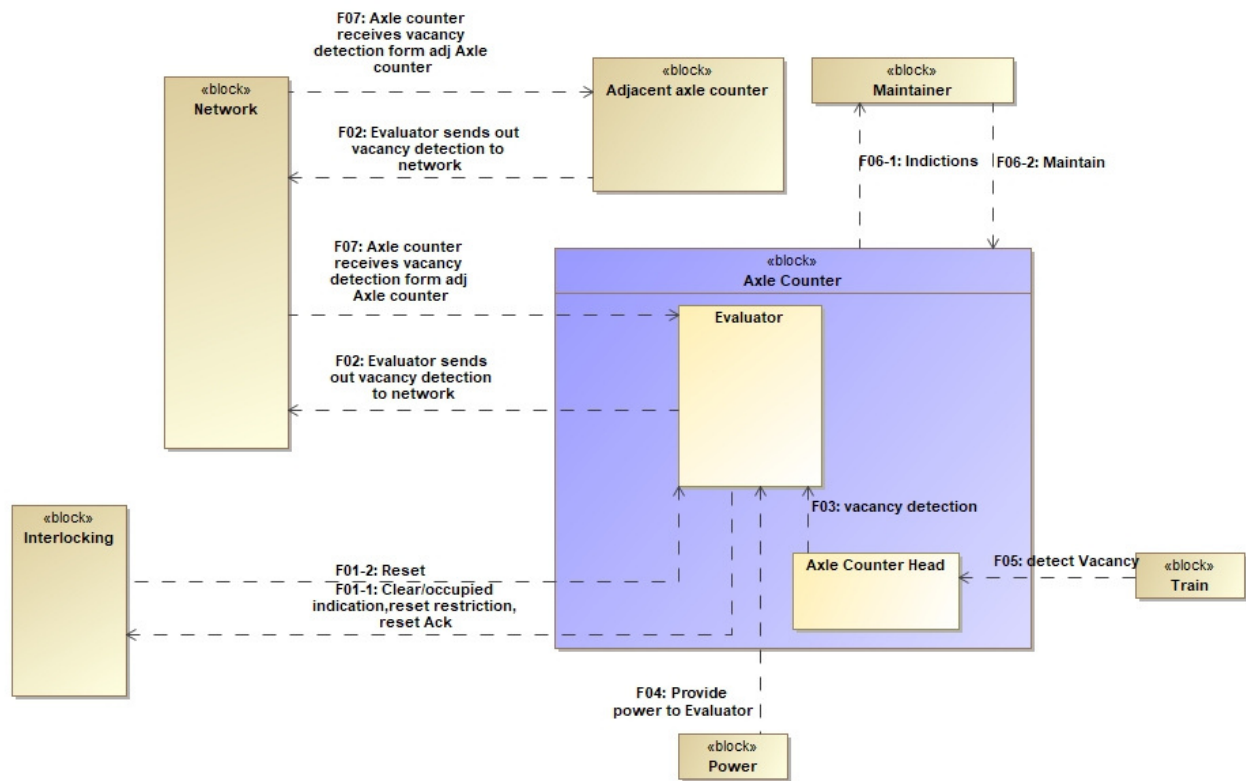 F07: Axle counter
receives vacancy
detection form adj Axle
counter
«block»
Network
«block»
Adjacent axle counter
«block»
Maintainer
F02: Evaluator sends out
vacancy detection to
network
F06-1: Indictions
F06-2: Maintain
F07: Axle counter
receives vacancy
detection form adj
Axle counter
«block»
Axle Counter
Evaluator
F02: Evaluator sends
out vacancy detection
to network
«block»
Interlocking
F03: vacancy detection
F01-2: Reset
F01-1: Clear/occupied
indication,reset restriction,
reset Ack
Axle Counter Head
F05: detect Vacancy
«block»
Train
F04: Provide
power to Evaluator
«block»
Power